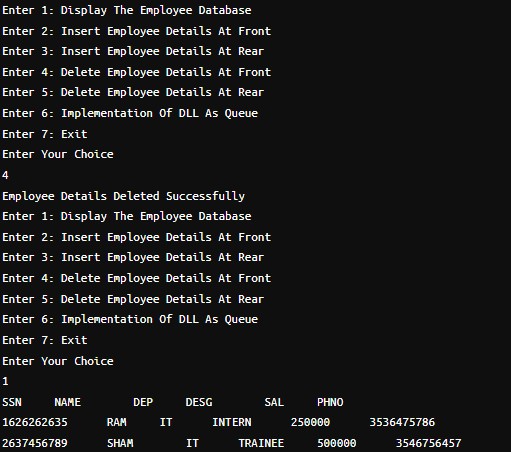 Enter 1: Display The Employee Database
Enter 2: Insert Employee Details At Front
Enter 3: Insert Employee Details At Rear
Enter 4: Delete Employee Details At Front
Enter 5: Delete Employee Details At Rear
Enter 6: Implementation Of DLL As Queue
Enter 7: Exit
Enter Your Choice
4
Employee Details Deleted Successfully
Enter 1: Display The Employee Database
Enter 2: Insert Employee Details At Front
Enter 3: Insert Employee Details At Rear
Enter 4: Delete Employee Details At Front
Enter 5: Delete Employee Details At Rear
Enter 6: Implementation Of DLL As Queue
Enter 7: Exit
Enter Your Choice
1
SSN     NAME        DEP     DESG        SAL     PHNO
1626262635      RAM     IT      INTERN      250000      3536475786
2637456789      SHAM        IT      TRAINEE     500000      3546756457